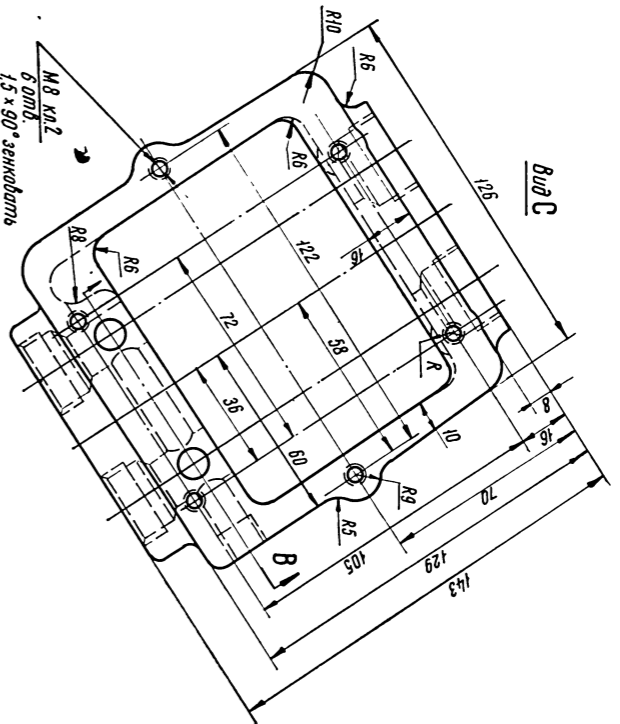 Вид С
126
R10
R6
R6
16
122
72
58
36
60
R
8
16
10
70
R9
R5
105
129
143
В
R8
R6
М8 кл.2
6 отв.
1,5 × 90° зенковать